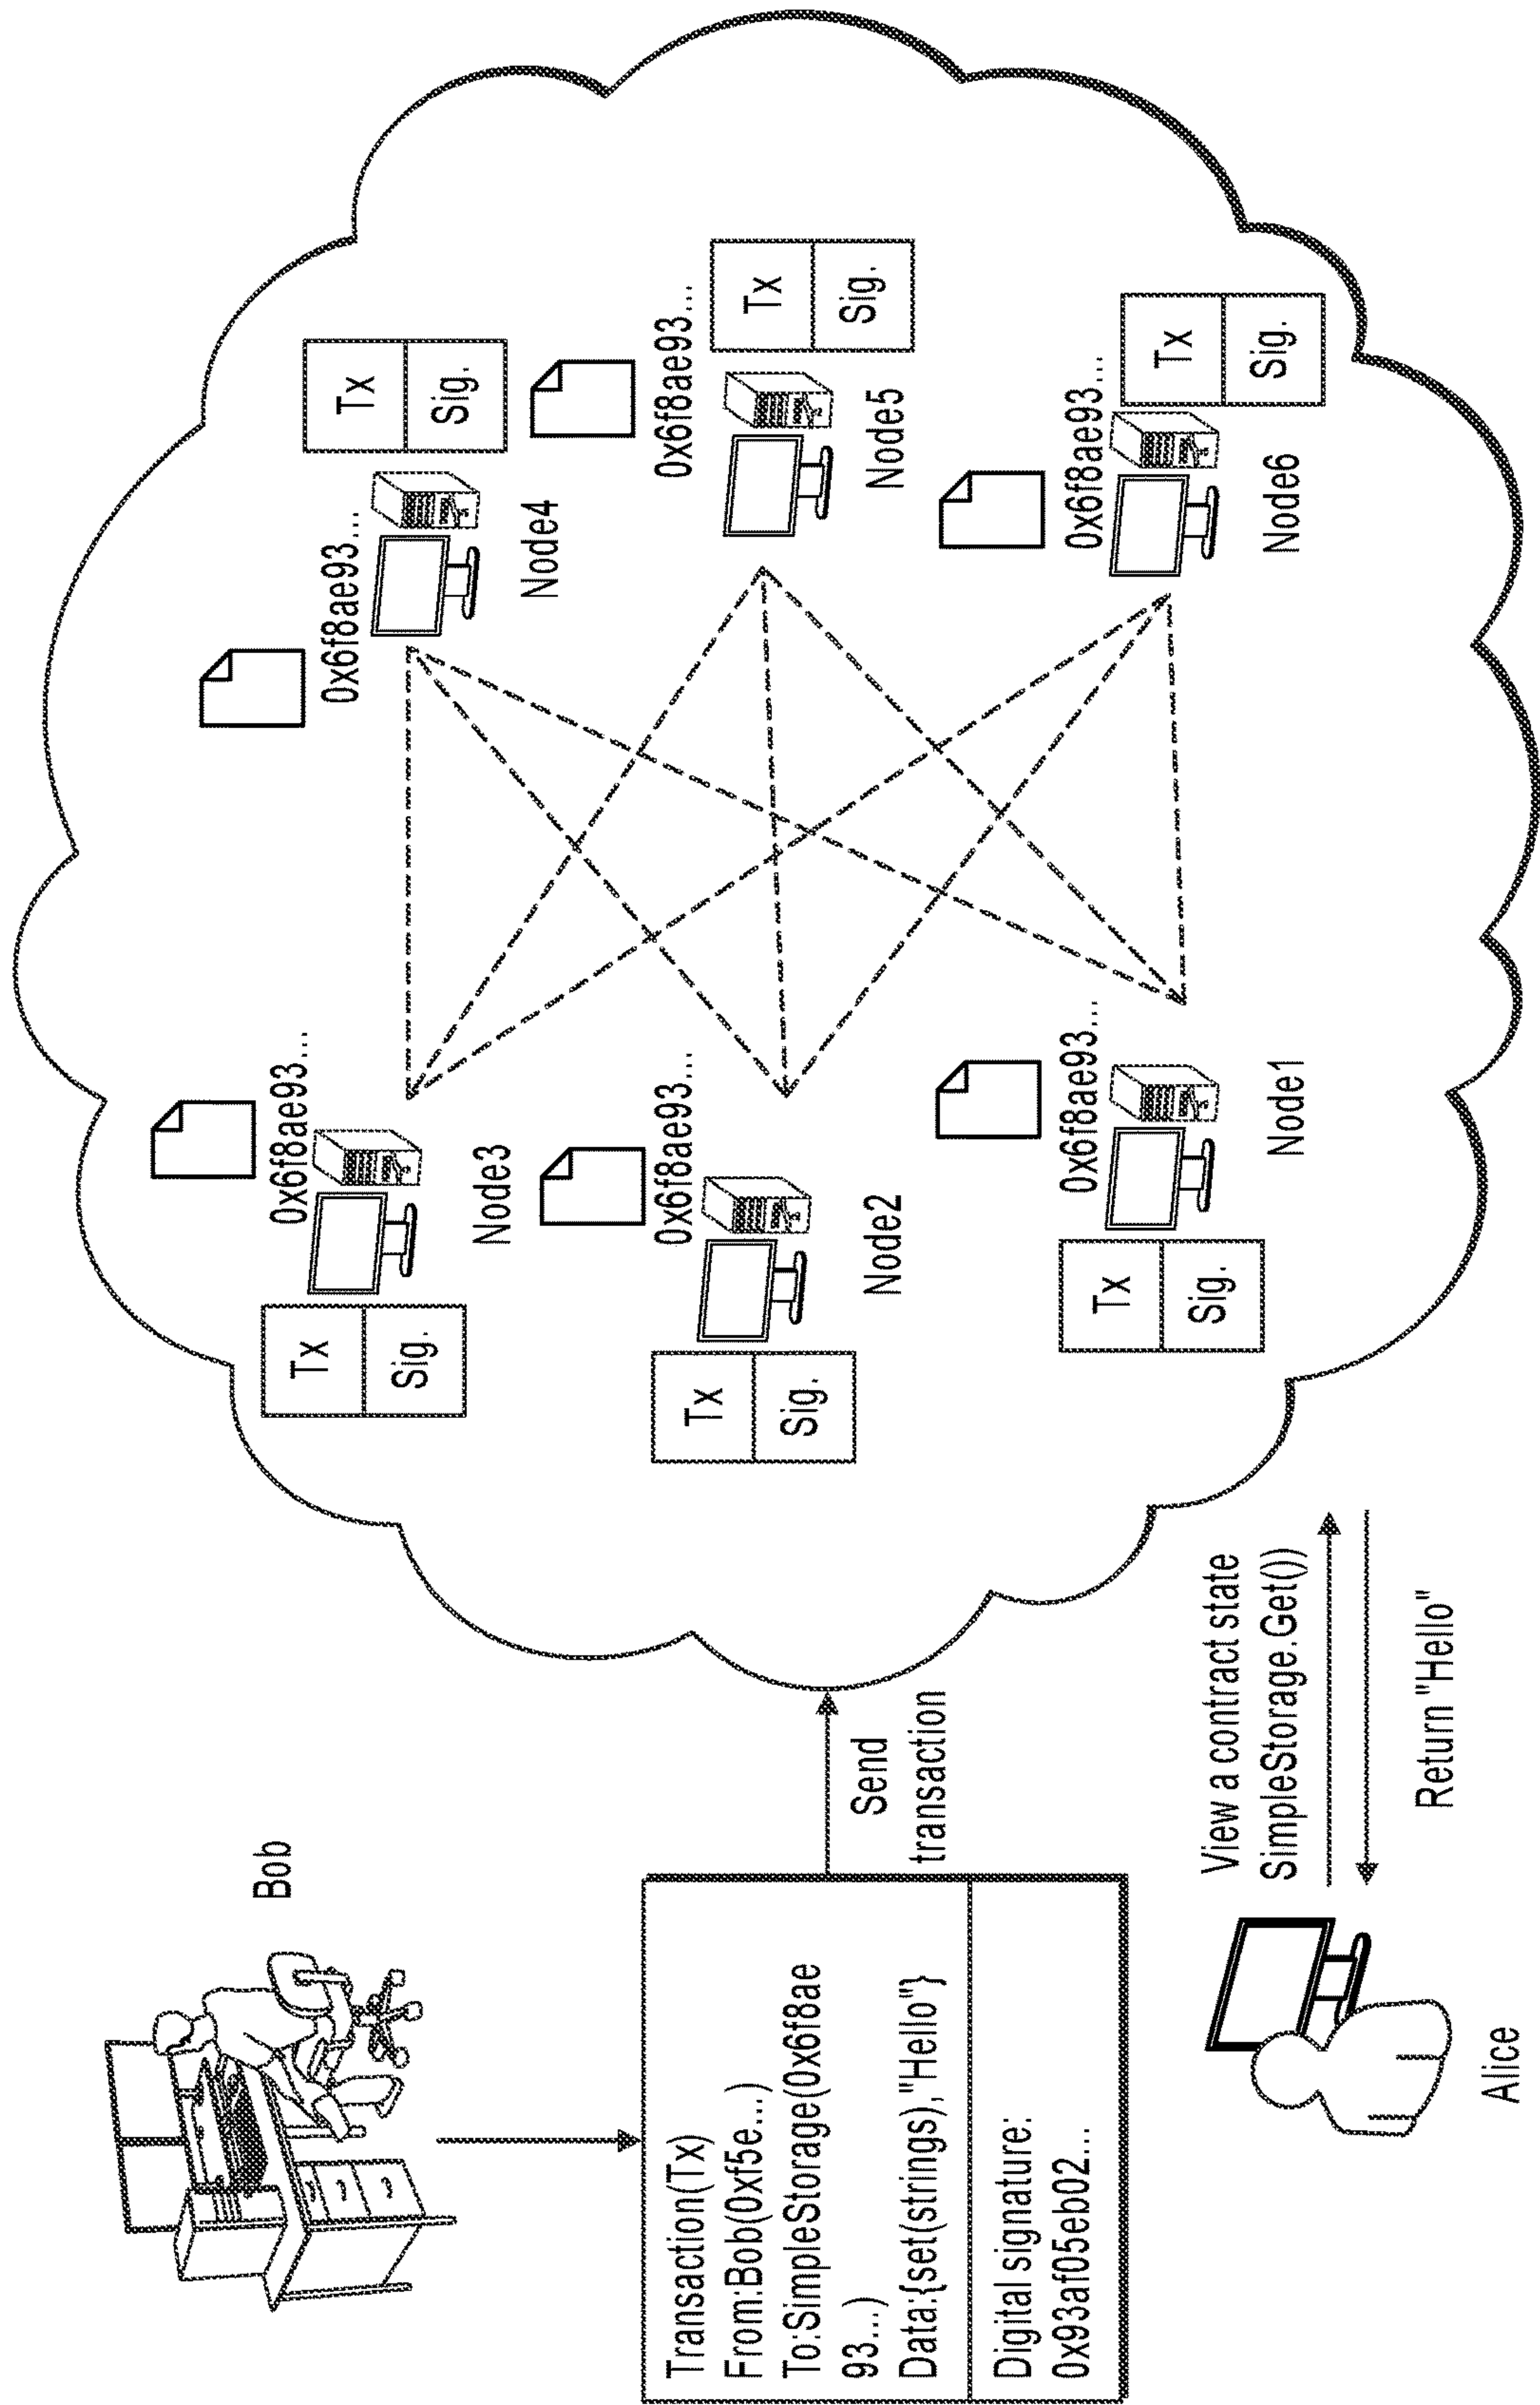 Bob
Transaction(Tx)
From:Bob(0xf5e...)
To:SimpleStorage(0x6f8ae
93...)
Data:{set(strings),"Hello"}
Digital signature:
0x93af05eb02...
Send
transaction
Alice
View a contract state
SimpleStorage.Get())
Return "Hello"
0x6f8ae93...
Tx
Sig.
Node3
0x6f8ae93...
Tx
Sig.
Node2
0x6f8ae93...
Tx
Sig.
Node1
0x6f8ae93...
Tx
Sig.
Node4
0x6f8ae93...
Tx
Sig.
Node5
0x6f8ae93...
Tx
Sig.
Node6